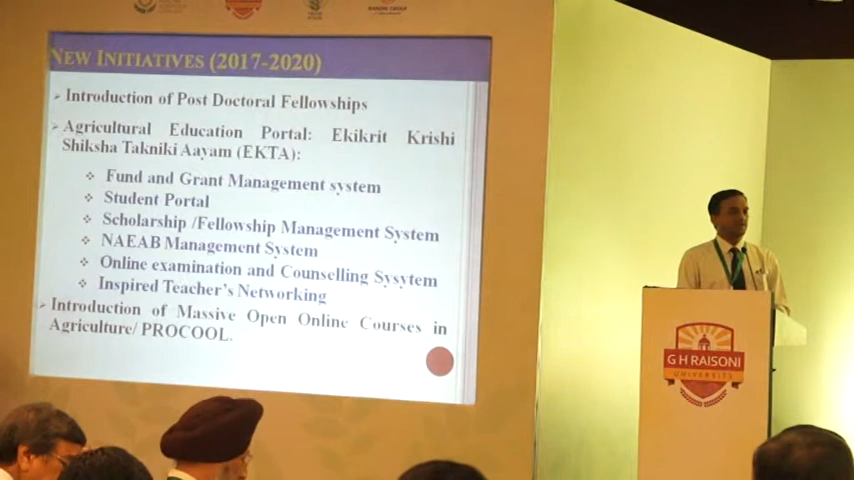 NEW INITIATIVES (2017-2020)
Introduction of Post Doctoral Fellowships
Agricultural Education Portal: Ekikrit Krishi
Shiksha Takniki Aayam (EKTA):
Fund and Grant Management system
Student Portal
Scholarship /Fellowship Management System
NAEAB Management System
Online examination and Counselling Sysytem
Inspired Teacher's Networking
Introduction of Massive Open Online Courses in
Agriculture/ PROCOOL.
G H RAISONI
UNIVERSITY